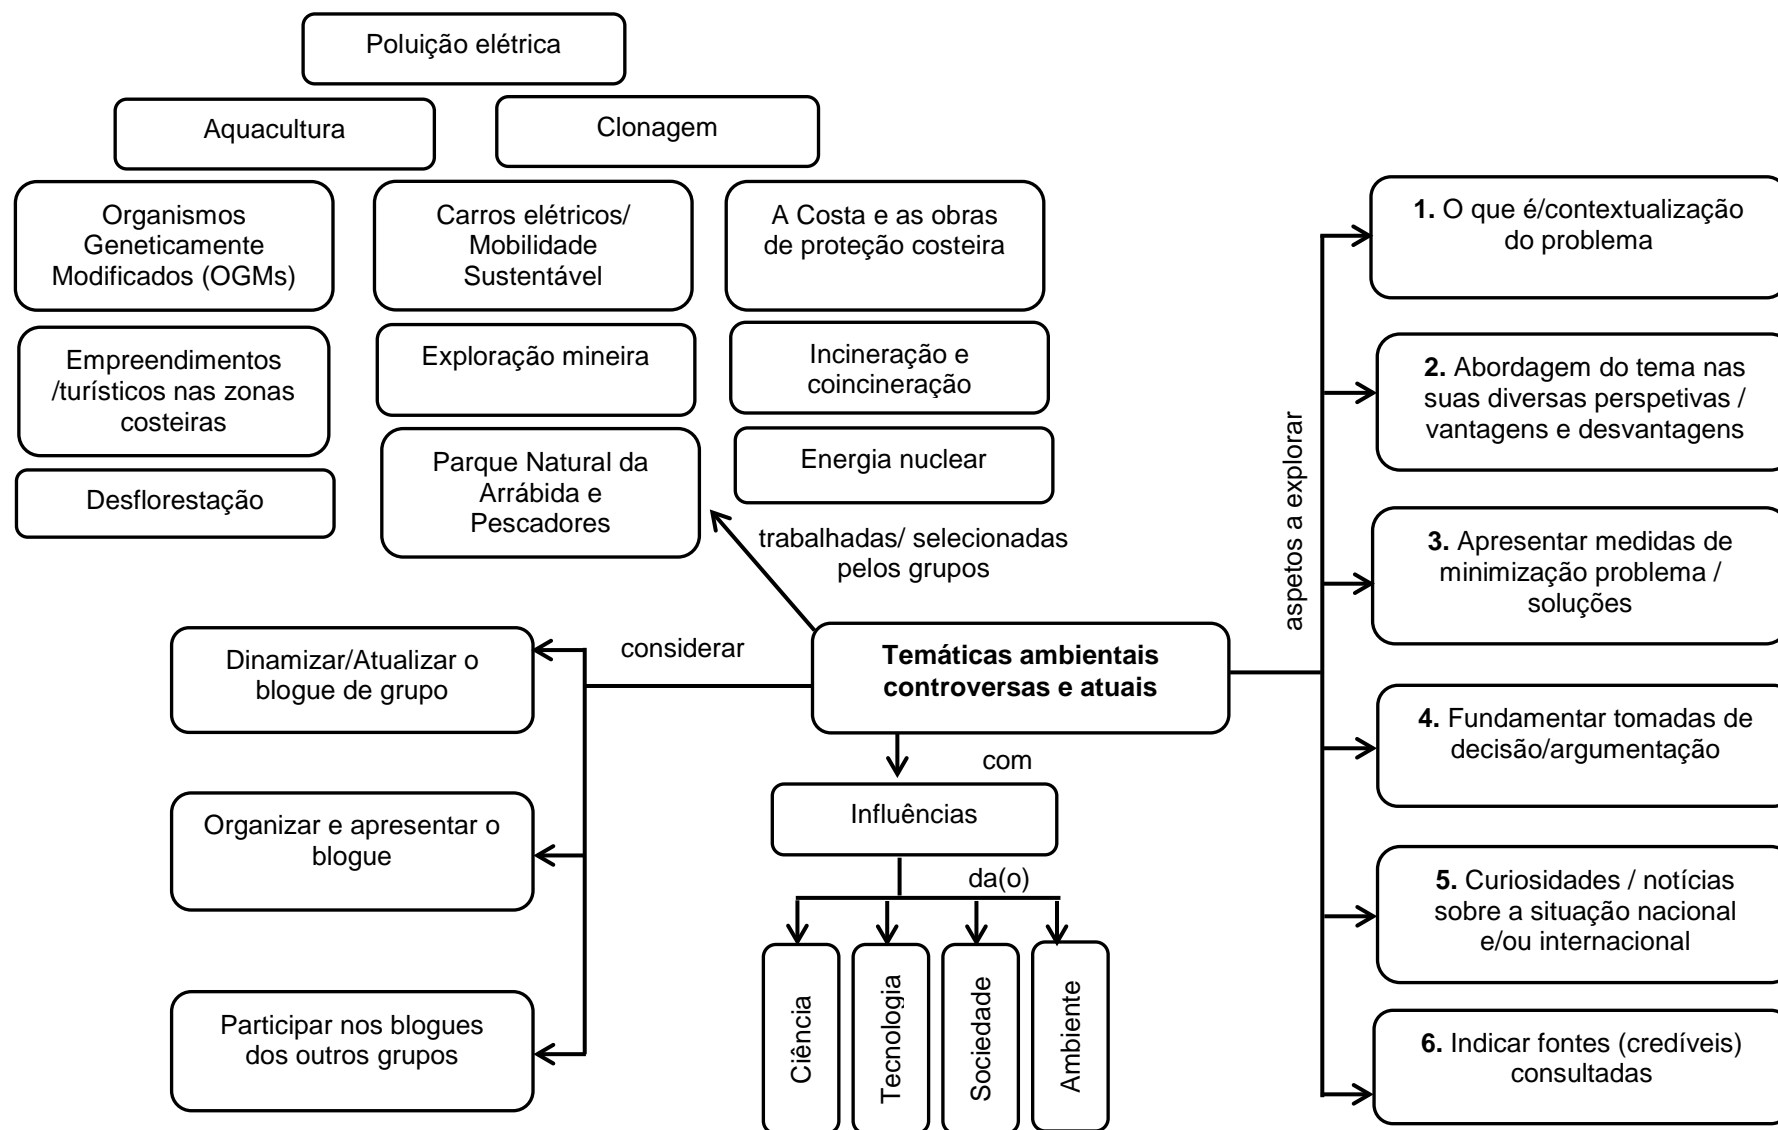 Poluição elétrica
Aquacultura
Clonagem
Organismos
Geneticamente
Modificados (OGMs)
Carros elétricos/
Mobilidade
Sustentável
A Costa e as obras
de proteção costeira
Empreendimentos
/turísticos nas zonas
costeiras
Exploração mineira
Incineração e
coincineração
Desflorestação
Parque Natural da
Arrábida e
Pescadores
Energia nuclear
trabalhadas/ selecionadas
pelos grupos
Temáticas ambientais
controversas e atuais
considerar
Dinamizar/Atualizar o
blogue de grupo
Organizar e apresentar o
blogue
Participar nos blogues
dos outros grupos
com
Influências
da(o)
Ciência
Tecnologia
Sociedade
Ambiente
aspetos a explorar
1. O que é/contextualização
do problema
2. Abordagem do tema nas
suas diversas perspetivas /
vantagens e desvantagens
3. Apresentar medidas de
minimização problema /
soluções
4. Fundamentar tomadas de
decisão/argumentação
5. Curiosidades / notícias
sobre a situação nacional
e/ou internacional
6. Indicar fontes (credíveis)
consultadas